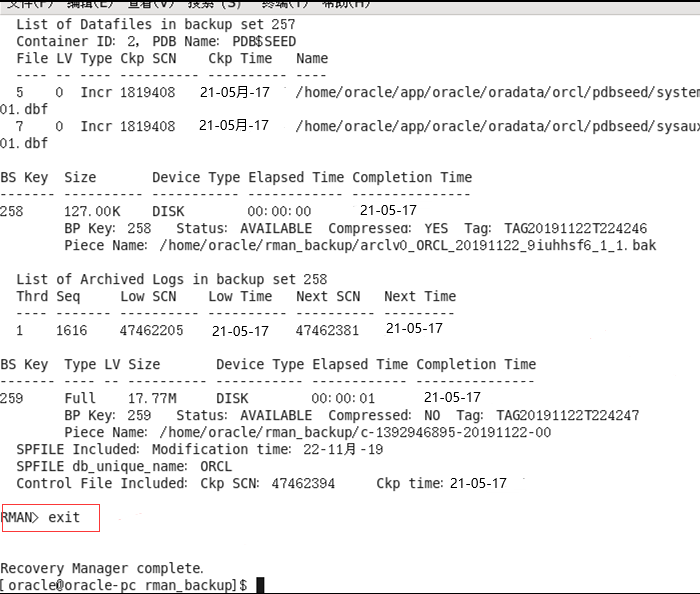 文件(F) 编辑(E) 查看(V) 搜索 (S) 终端(T) 帮助(H)
List of Datafiles in backup set 257
Container ID: 2, PDB Name: PDB$SEED
File LV Type Ckp SCN    Ckp Time   Name
---- -- ---- ---------- ---------- ----
5    0  Incr 1819408    21-05月-17   /home/oracle/app/oracle/oradata/orcl/pdbseed/system
01.dbf
7    0  Incr 1819408    21-05月-17   /home/oracle/app/oracle/oradata/orcl/pdbseed/sysaux
01.dbf
BS Key  Size       Device Type Elapsed Time Completion Time
------- ---------- ----------- ------------ ---------------
258     127.00K    DISK        00:00:00     21-05-17
BP Key: 258   Status: AVAILABLE  Compressed: YES  Tag: TAG20191122T224246
Piece Name: /home/oracle/rman_backup/arclv0_ORCL_20191122_9iuhhsf6_1_1.bak
List of Archived Logs in backup set 258
Thrd Seq     Low SCN    Low Time   Next SCN   Next Time
---- ------- ---------- ---------- ---------- ---------
1    1616    47462205   21-05-17   47462381   21-05-17
BS Key  Type LV Size       Device Type Elapsed Time Completion Time
------- ---- -- ---------- ----------- ------------ ---------------
259     Full    17.77M     DISK        00:00:01     21-05-17
BP Key: 259   Status: AVAILABLE  Compressed: NO  Tag: TAG20191122T224247
Piece Name: /home/oracle/rman_backup/c-1392946895-20191122-00
SPFILE Included: Modification time: 22-11月-19
SPFILE db_unique_name: ORCL
Control File Included: Ckp SCN: 47462394     Ckp time: 21-05-17
RMAN> exit
Recovery Manager complete.
[oracle@oracle-pc rman_backup]$